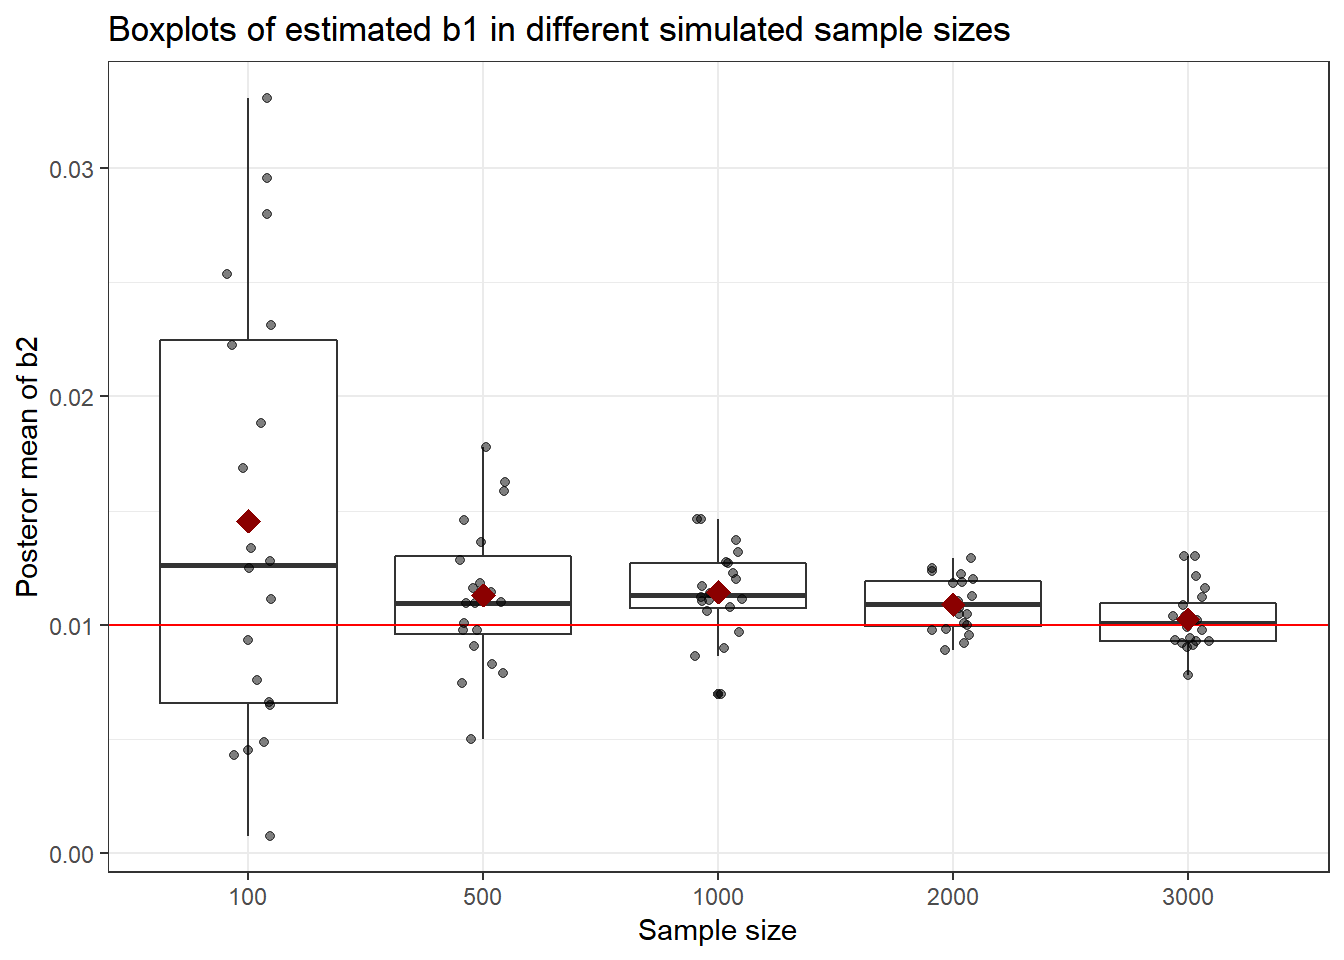 Boxplots of estimated b1 in different simulated sample sizes
Posteror mean of b2
0.03
0.02
0.01
0.00
100 500 1000 2000 3000
Sample size